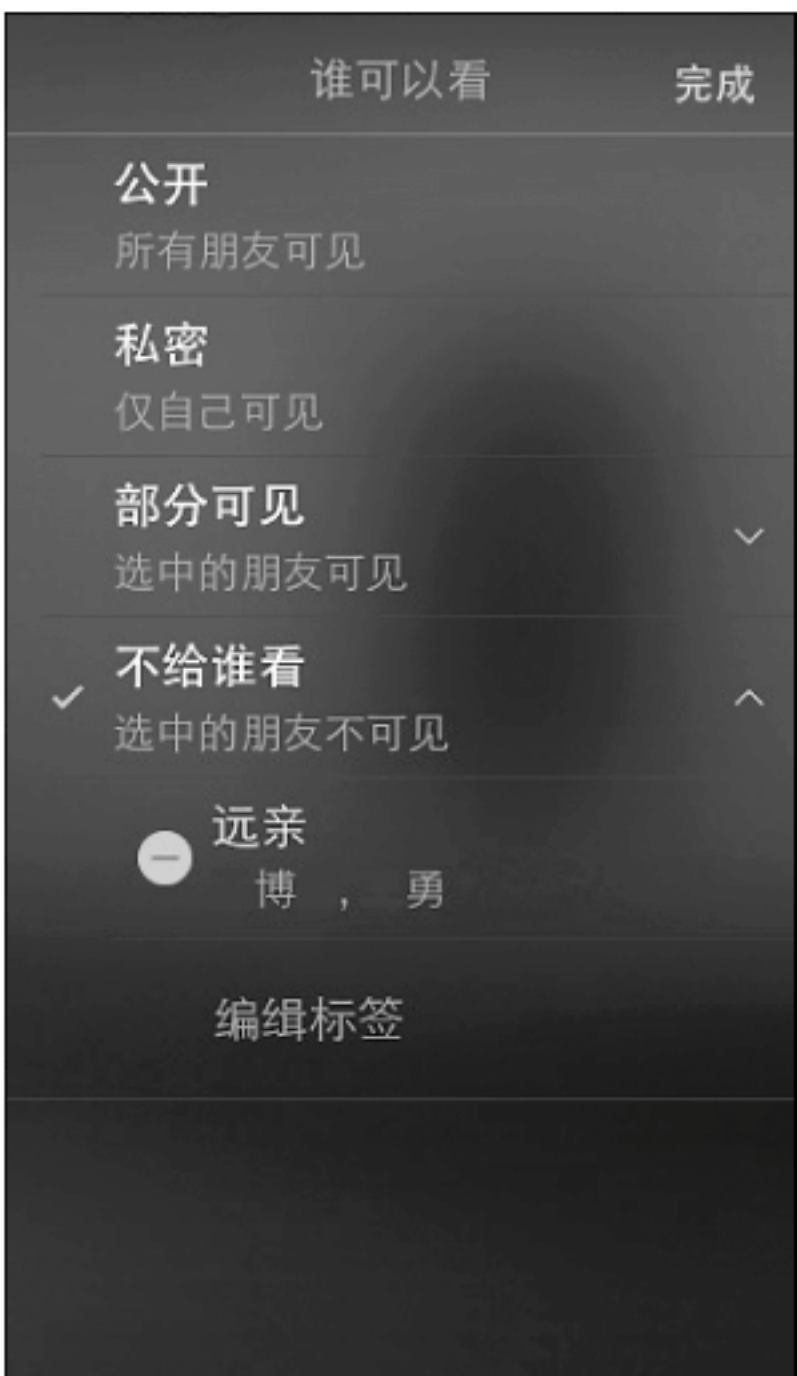 谁可以看 完成
公开
所有朋友可见
私密
仅自己可见
部分可见
选中的朋友可见
不给谁看
选中的朋友不可见
远亲
博 , 勇
编缉标签